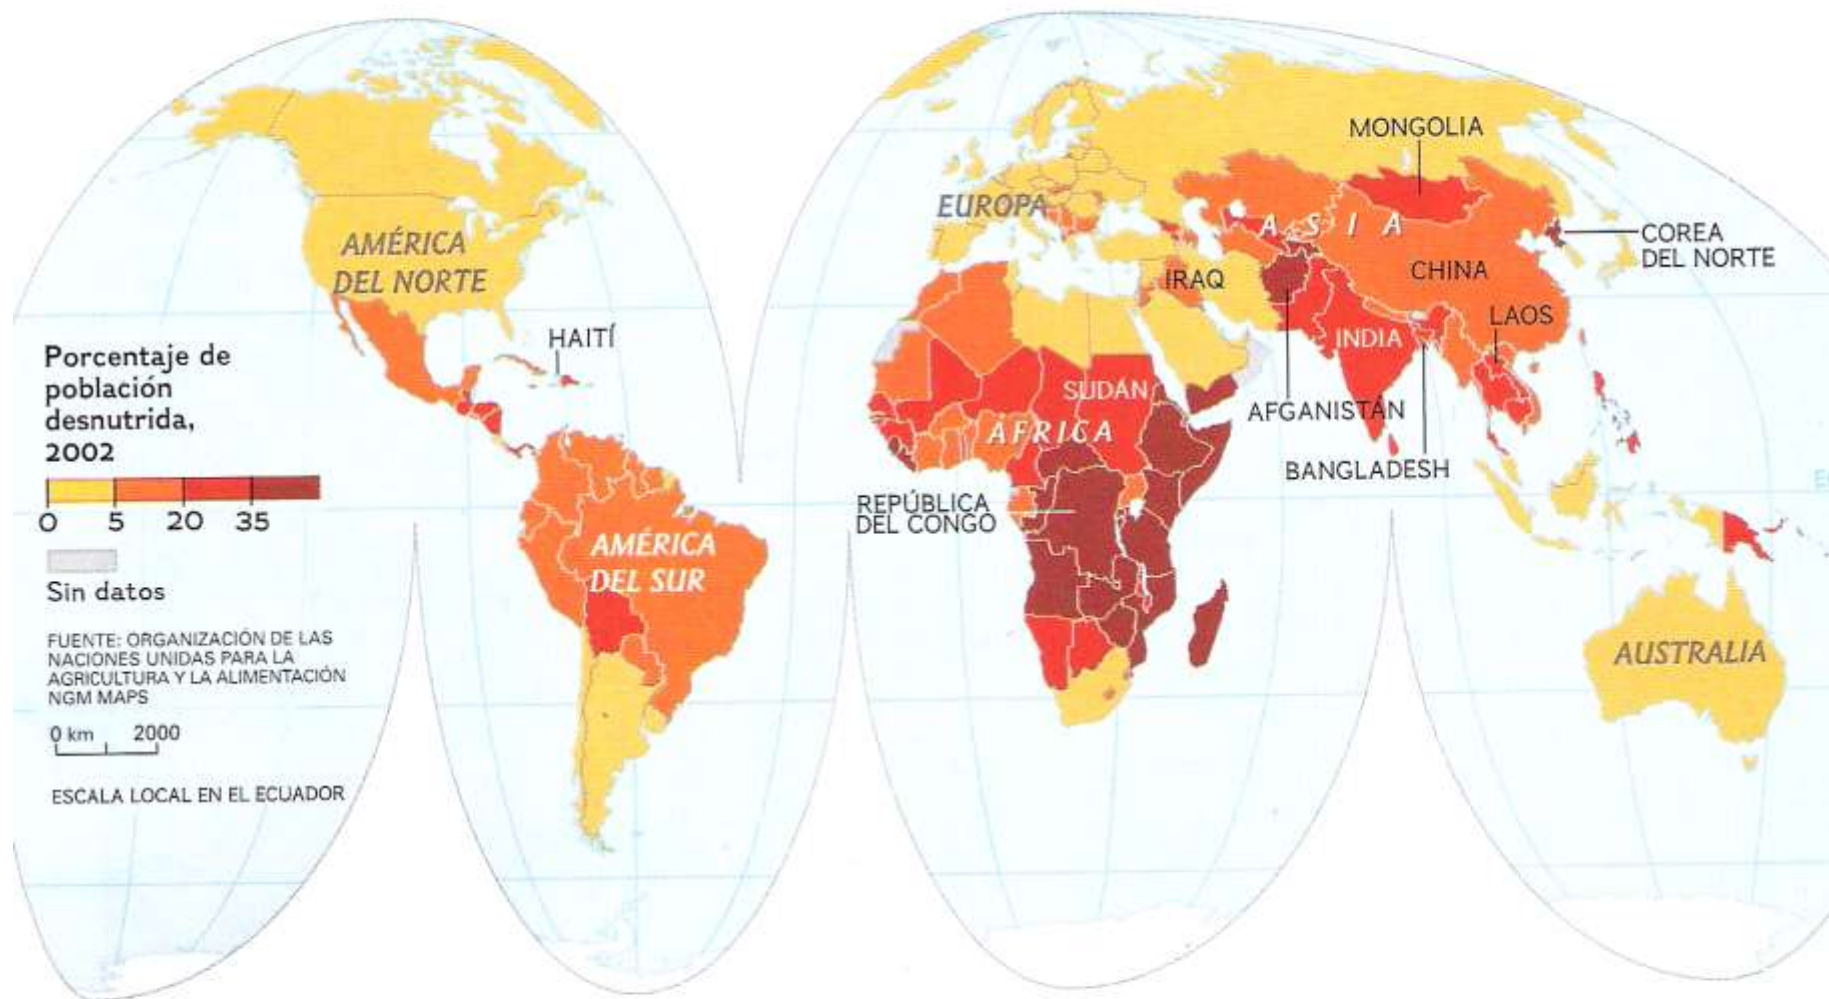 MONGOLIA
EUROPA
ASIA
COREA
DEL NORTE
AMÉRICA
DEL NORTE
IRAQ
CHINA
HAITÍ
LAOS
INDIA
Porcentaje de
población
desnutrida,
2002
0 5 20 35
Sin datos
FUENTE: ORGANIZACIÓN DE LAS
NACIONES UNIDAS PARA LA
AGRICULTURA Y LA ALIMENTACIÓN
NGM MAPS
0 km 2000
ESCALA LOCAL EN EL ECUADOR
SUDÁN
AFGANISTÁN
AFRICA
BANGLADESH
REPÚBLICA
DEL CONGO
AMÉRICA
DEL SUR
AUSTRALIA